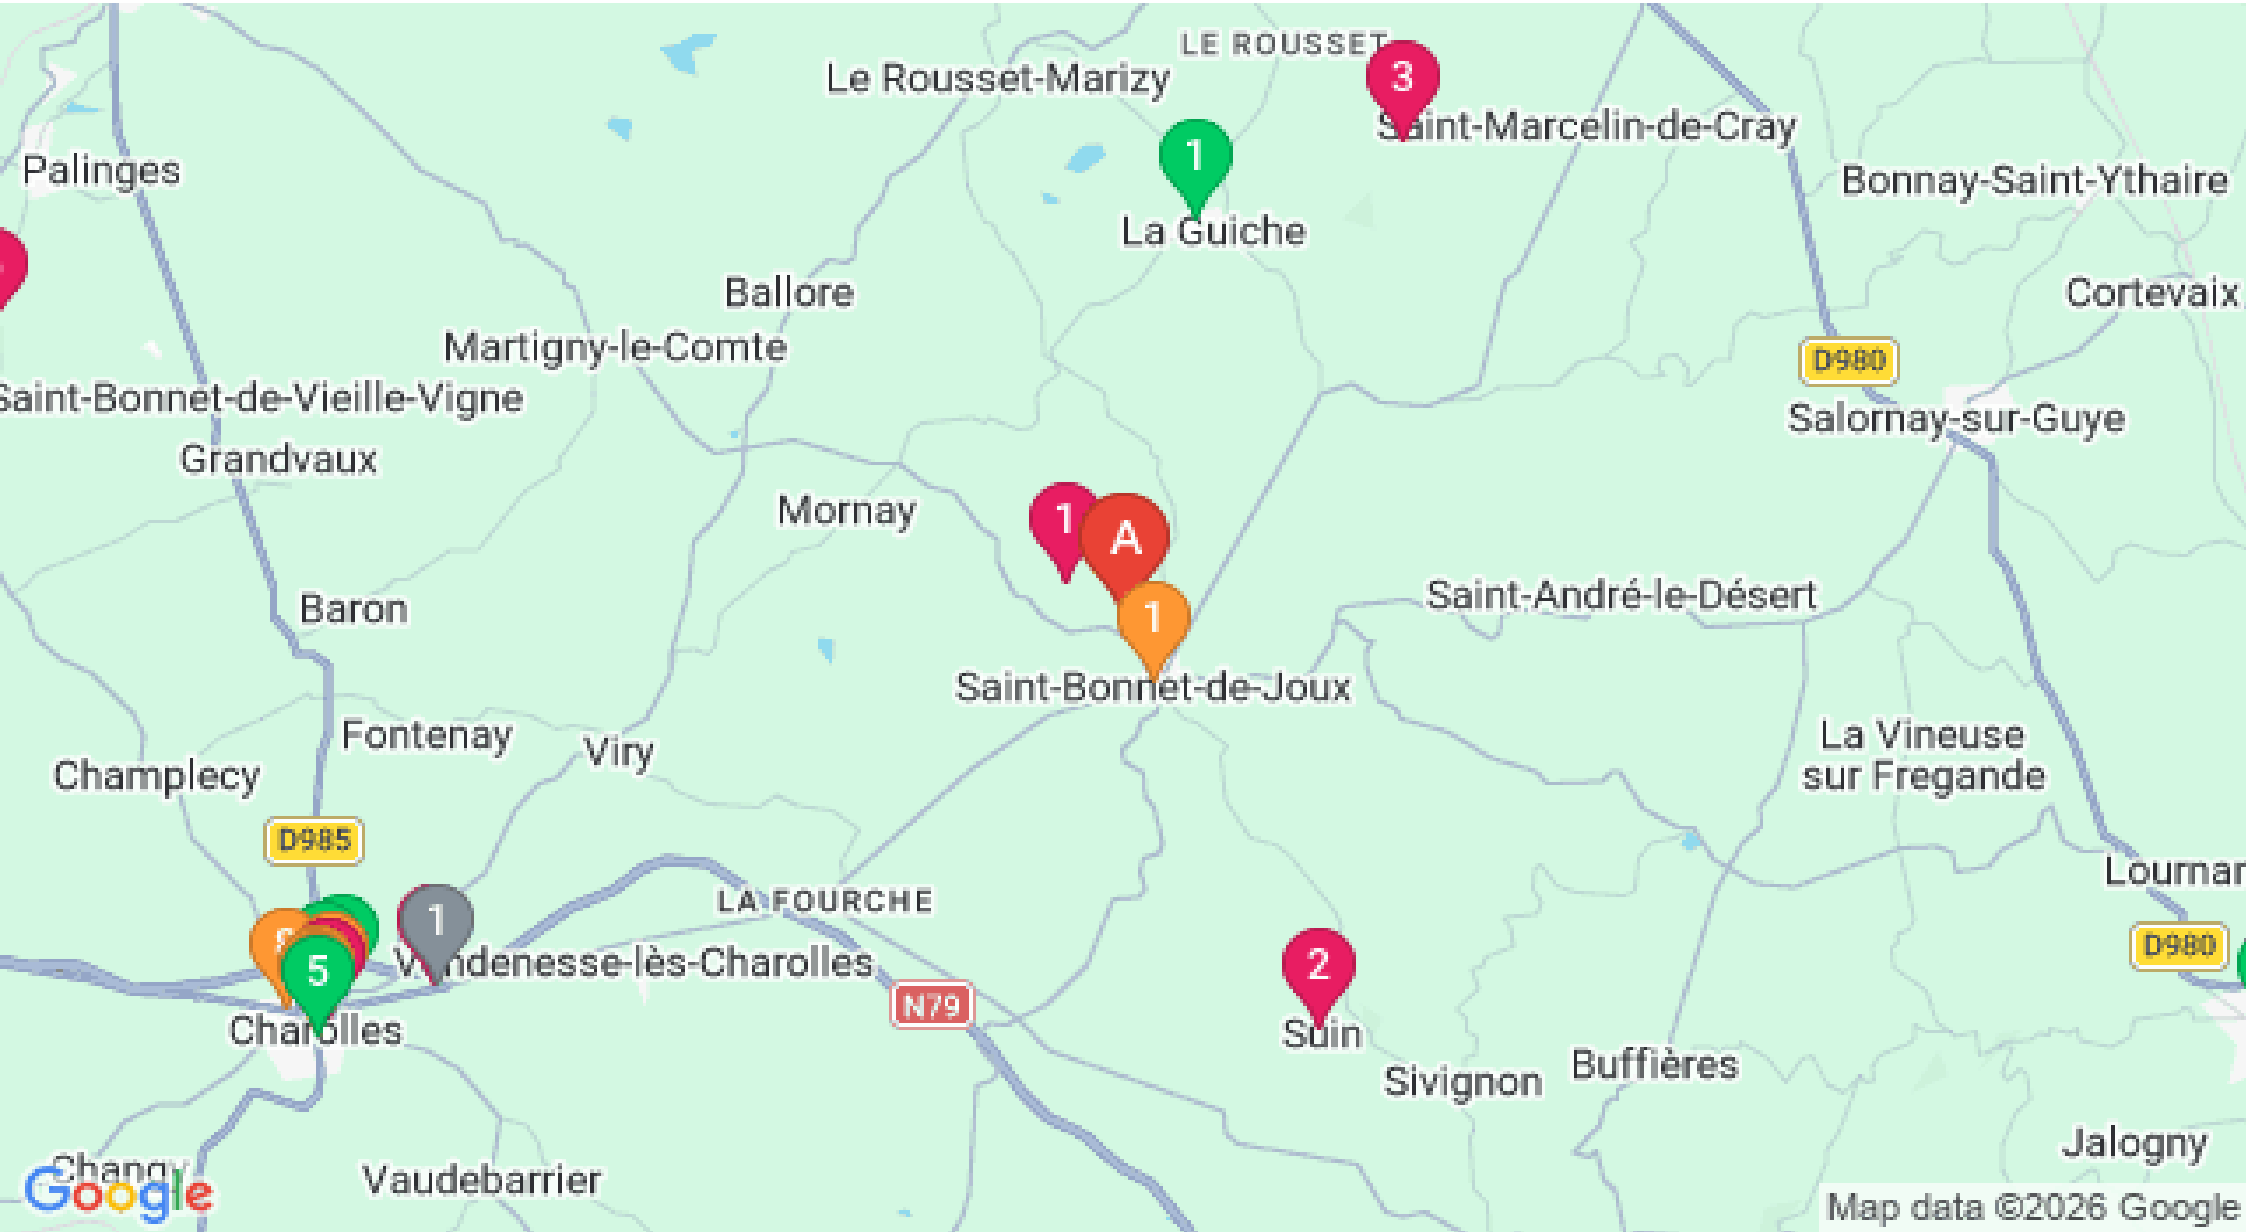 LE ROUSSET
Le Rousset-Marizy
3
Saint-Marcelin-de-Cray
1
Palinges
Bonnay-Saint-Ythaire
La Guiche
Ballore
Cortevaix
Martigny-le-Comte
D980
Saint-Bonnet-de-Vieille-Vigne
Salornay-sur-Guye
Grandvaux
Mornay
1
A
Baron
Saint-André-le-Désert
1
Saint-Bonnet-de-Joux
Fontenay
Viry
La Vineuse
sur Fregande
Champlecy
D985
Lournar
LA FOURCHE
1
D980
Vandenesse-lès-Charolles
5
2
N79
Charolles
Suin
Sivignon
Buffières
Jalogny
Changy
Vaudebarrier
Google
Map data ©2026 Google